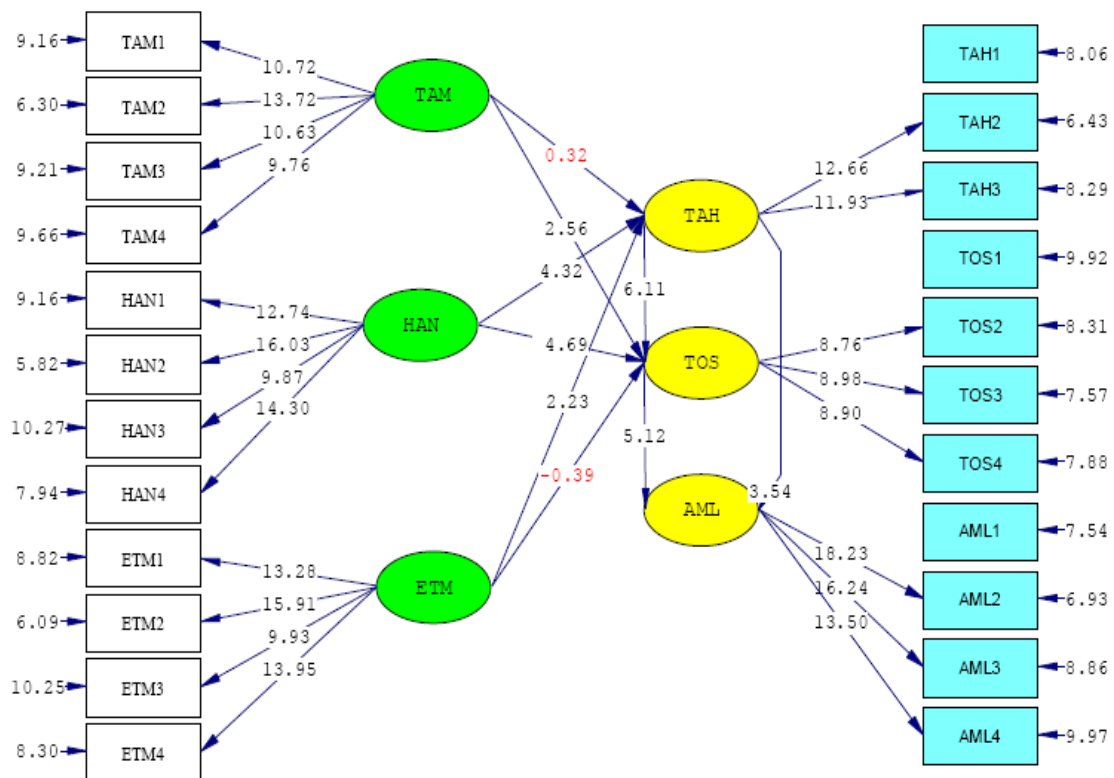 9.16
TAM1
6.30
TAM2
9.21
TAM3
9.66
TAM4
9.16
HAN1
5.82
HAN2
10.27
HAN3
7.94
HAN4
8.82
ETM1
6.09
ETM2
10.25
ETM3
8.30
ETM4
10.72
13.72
10.63
9.76
12.74
16.03
9.87
14.30
13.28
15.91
9.93
13.95
TAM
HAN
ETM
0.32
2.56
4.32
6.11
4.69
2.23
5.12
-0.39
TAH
TOS
AML
3.54
12.66
11.93
8.76
8.98
8.90
18.23
16.24
13.50
TAH1
8.06
TAH2
6.43
TAH3
8.29
TOS1
9.92
TOS2
8.31
TOS3
7.57
TOS4
7.88
AML1
7.54
AML2
6.93
AML3
8.86
AML4
9.97